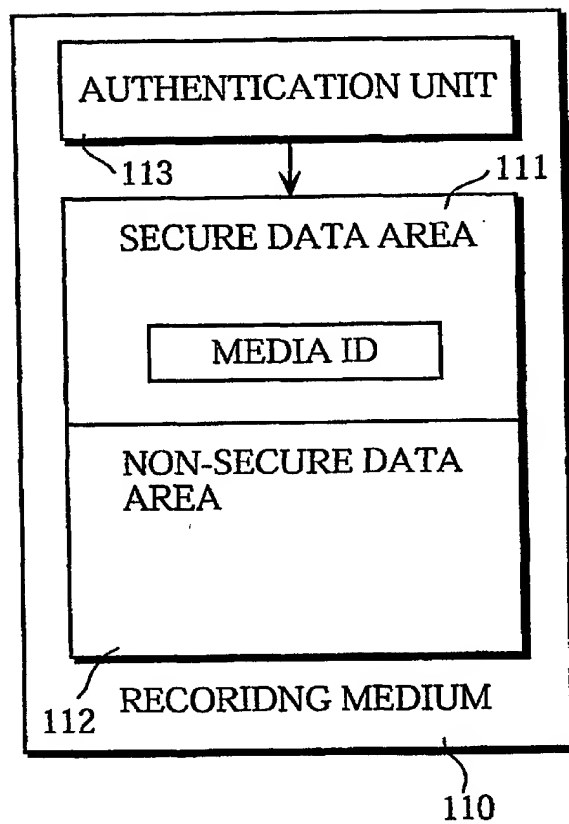 AUTHENTICATION UNIT
113
111
SECURE DATA AREA
MEDIA ID
NON-SECURE DATA
AREA
112
RECORIDNG MEDIUM
110